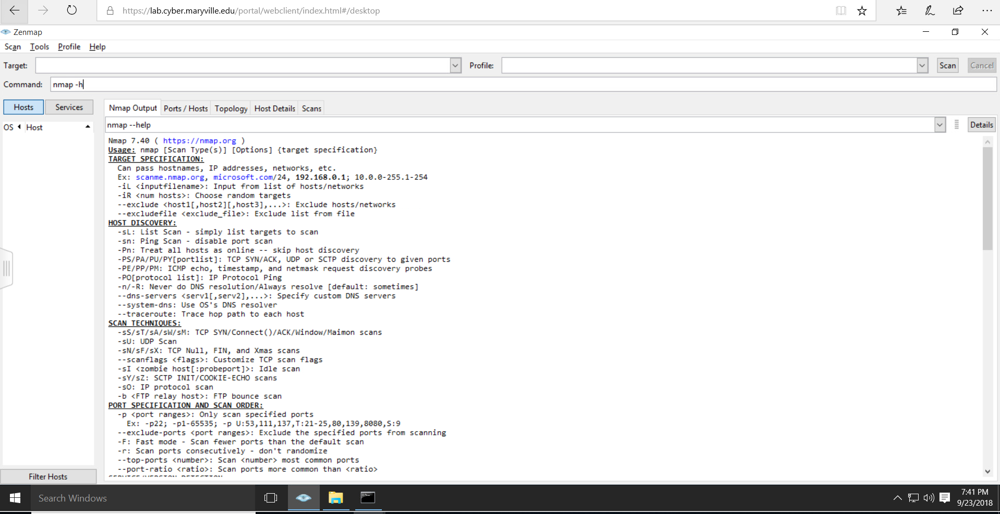 https://lab.cyber.maryville.edu/portal/webclient/index.html#/desktop
Zenmap
Scan Tools Profile Help
Target: Profile: Scan Cancel
Command: nmap -h
Hosts Services Nmap Output Ports / Hosts Topology Host Details Scans
OS Host nmap --help Details
Nmap 7.40 ( https://nmap.org )
Usage: nmap [Scan Type(s)] [Options] {target specification}
TARGET SPECIFICATION:
Can pass hostnames, IP addresses, networks, etc.
Ex: scanme.nmap.org, microsoft.com/24, 192.168.0.1; 10.0.0-255.1-254
-iL <inputfilename>: Input from list of hosts/networks
-iR <num hosts>: Choose random targets
--exclude <host1[,host2][,host3],...>: Exclude hosts/networks
--excludefile <exclude_file>: Exclude list from file
HOST DISCOVERY:
-sL: List Scan - simply list targets to scan
-sn: Ping Scan - disable port scan
-Pn: Treat all hosts as online -- skip host discovery
-PS/PA/PU/PY[portlist]: TCP SYN/ACK, UDP or SCTP discovery to given ports
-PE/PP/PM: ICMP echo, timestamp, and netmask request discovery probes
-PO[protocol list]: IP Protocol Ping
-n/-R: Never do DNS resolution/Always resolve [default: sometimes]
--dns-servers <serv1[,serv2],...>: Specify custom DNS servers
--system-dns: Use OS's DNS resolver
--traceroute: Trace hop path to each host
SCAN TECHNIQUES:
-sS/sT/sA/sW/sM: TCP SYN/Connect()/ACK/Window/Maimon scans
-sU: UDP Scan
-sN/sF/sX: TCP Null, FIN, and Xmas scans
--scanflags <flags>: Customize TCP scan flags
-sI <zombie host[:probeport]>: Idle scan
-sY/sZ: SCTP INIT/COOKIE-ECHO scans
-sO: IP protocol scan
-b <FTP relay host>: FTP bounce scan
PORT SPECIFICATION AND SCAN ORDER:
-p <port ranges>: Only scan specified ports
Ex: -p22; -p1-65535; -p U:53,111,137,T:21-25,80,139,8080,S:9
--exclude-ports <port ranges>: Exclude the specified ports from scanning
-F: Fast mode - Scan fewer ports than the default scan
-r: Scan ports consecutively - don't randomize
--top-ports <number>: Scan <number> most common ports
--port-ratio <ratio>: Scan ports more common than <ratio>
SERVICE/VERSION DETECTION
Filter Hosts
Search Windows
7:41 PM
9/23/2018